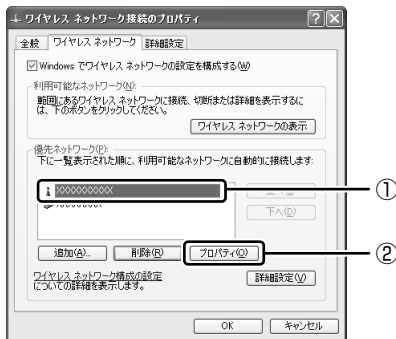 ワイヤレス ネットワーク接続のプロパティ
全般 ワイヤレス ネットワーク 詳細設定
Windows でワイヤレス ネットワークの設定を構成する(W)
利用可能なネットワーク(N):
範囲にあるワイヤレス ネットワークに接続、切断または詳細を表示するに
は、下のボタンをクリックしてください。
ワイヤレス ネットワークの表示
優先ネットワーク(P):
下に一覧表示された順に、利用可能なネットワークに自動的に接続します:
XXXXXXXXXX
①
下へ(D)
追加(A)... 削除(R) プロパティ(O)
②
ワイヤレス ネットワーク構成の設定
についての詳細を表示します。
詳細設定(V)
OK キャンセル